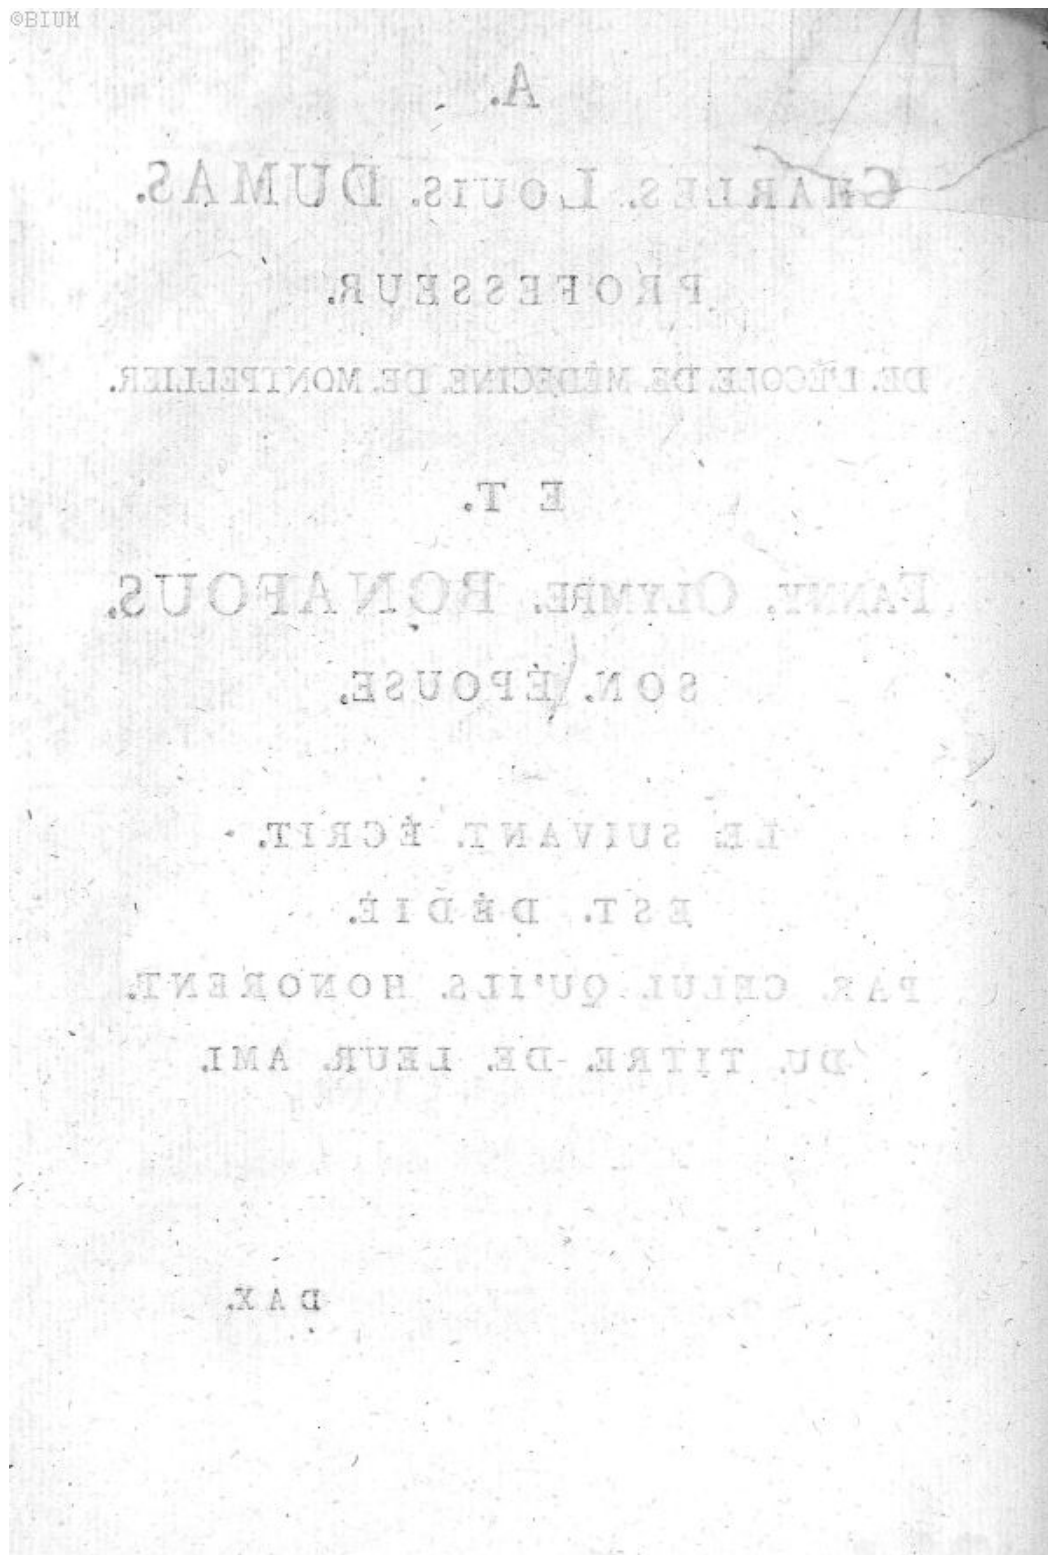 ©BIUM
A.
CHARLES. LOUIS. DUMAS.
PROFESSEUR.
DE. L'ÉCOLE. DE. MÉDECINE. DE. MONTPELLIER.
ET.
FANNY. OLYMPE. BONAFOUS.
SON. ÉPOUSE.
LE SUIVANT. ÉCRIT.
EST. DÉDIÉ.
PAR. CELUI. QU'ILS. HONORENT.
DU. TITRE. DE. LEUR. AMI.
DAX.